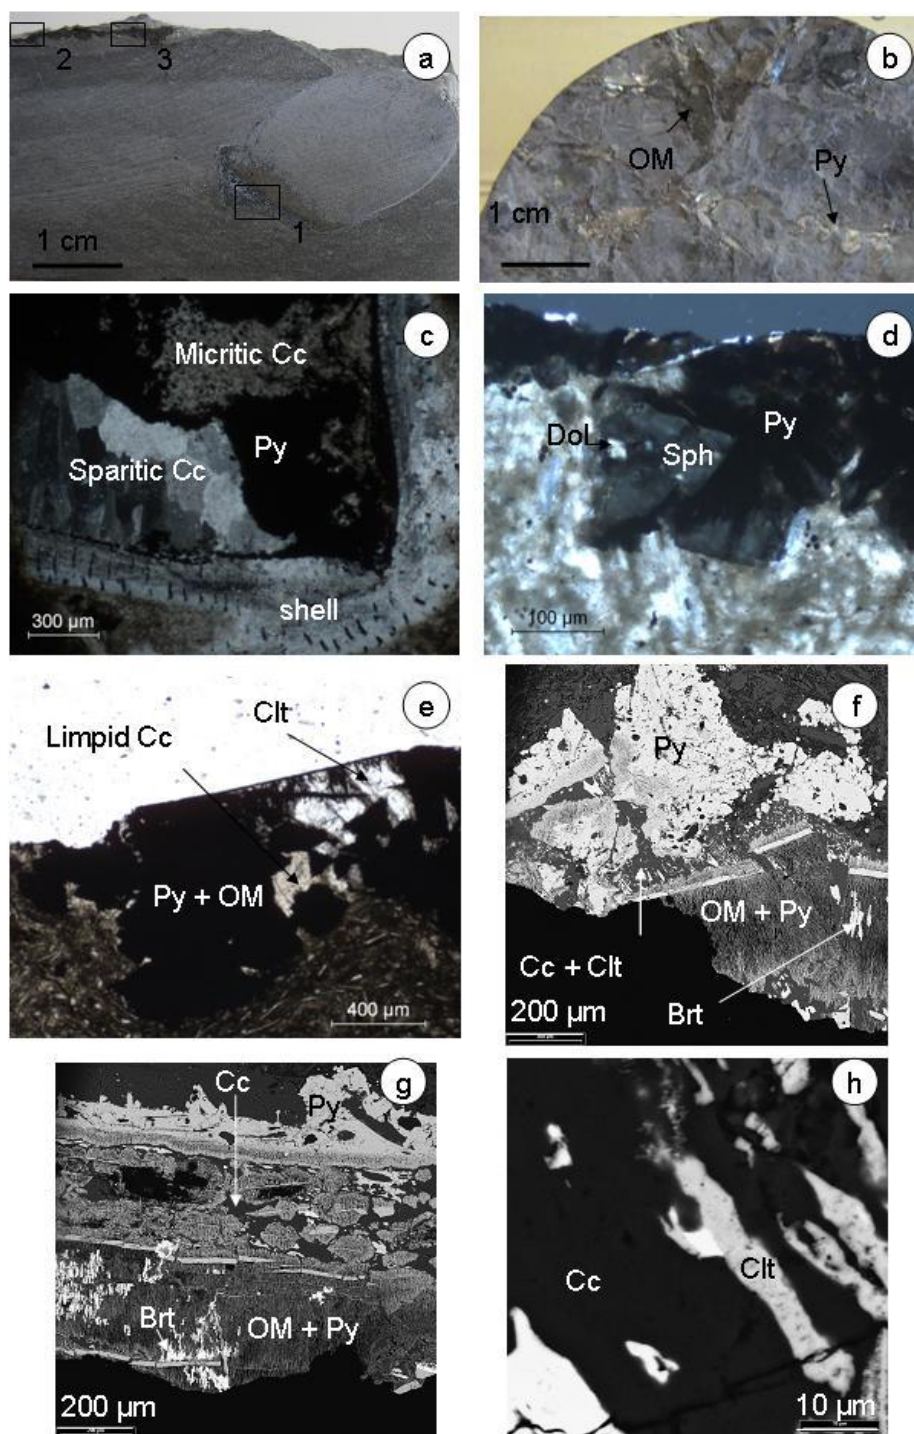 a
2
3
1
1 cm
b
OM
Py
1 cm
c
Micritic Cc
Py
Sparitic Cc
shell
300 µm
d
Dol
Sph
Py
100 µm
e
Clt
Limpid Cc
Py + OM
400 µm
f
Py
OM + Py
Cc + Clt
Brt
200 µm
g
Cc
Py
Brt
OM + Py
200 µm
h
Cc
Clt
10 µm